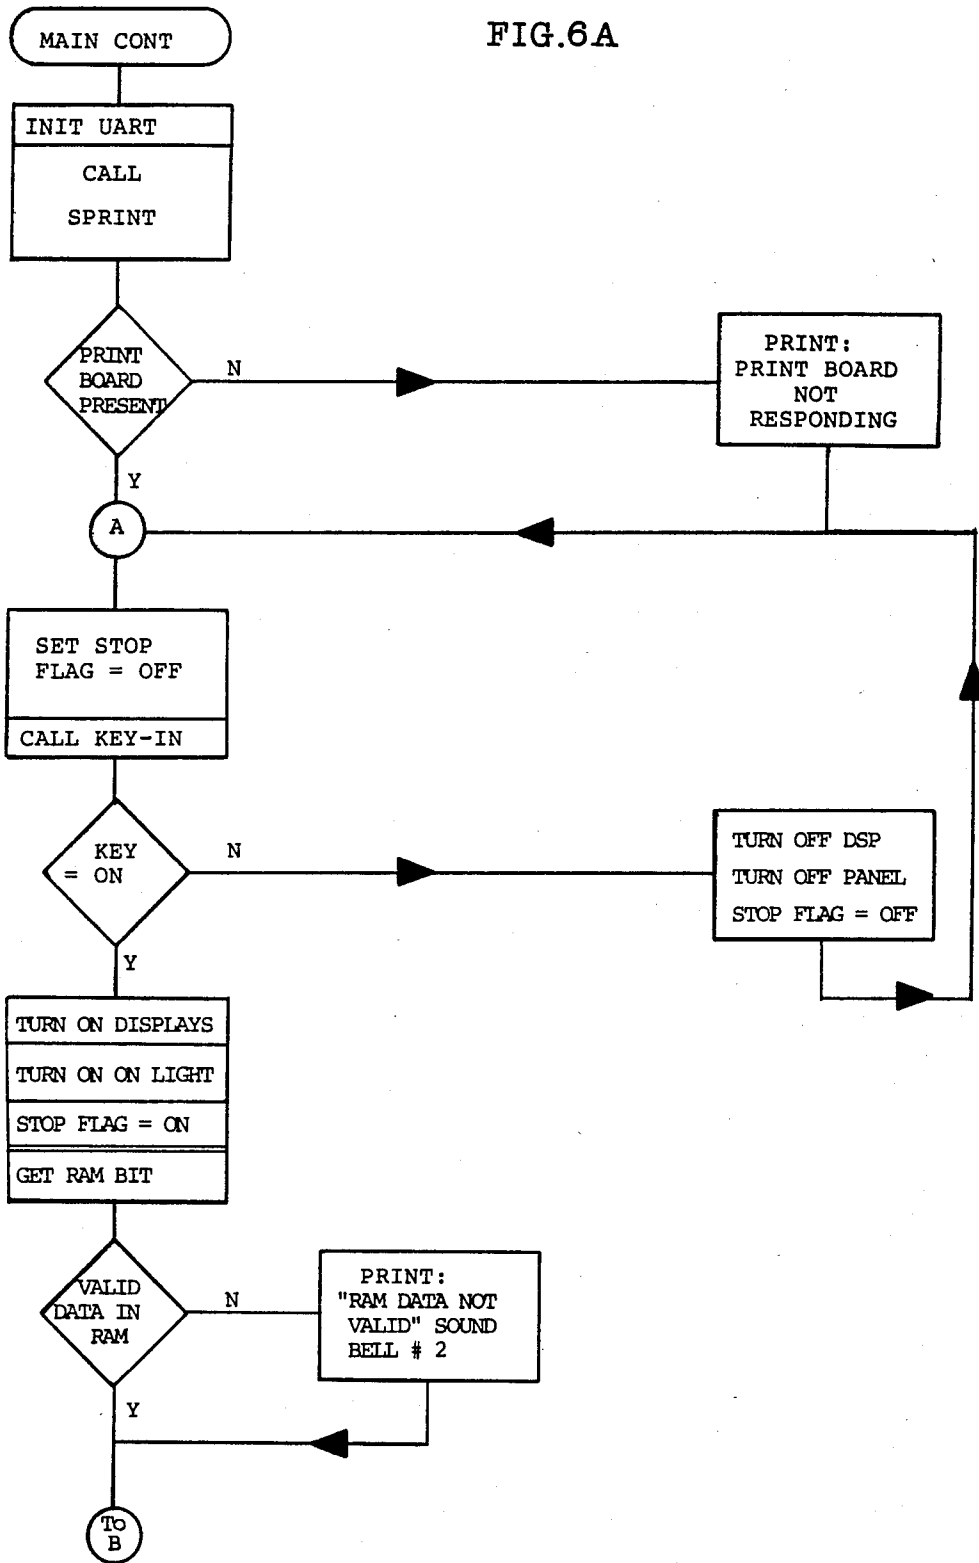 FIG.6A
MAIN CONT
INIT UART
CALL
SPRINT
PRINT
BOARD
PRESENT
N
PRINT:
PRINT BOARD
NOT
RESPONDING
Y
A
SET STOP
FLAG = OFF
CALL KEY-IN
KEY
= ON
N
TURN OFF DSP
TURN OFF PANEL
STOP FLAG = OFF
Y
TURN ON DISPLAYS
TURN ON ON LIGHT
STOP FLAG = ON
GET RAM BIT
VALID
DATA IN
RAM
N
PRINT:
"RAM DATA NOT
VALID" SOUND
BELL # 2
Y
TO
B